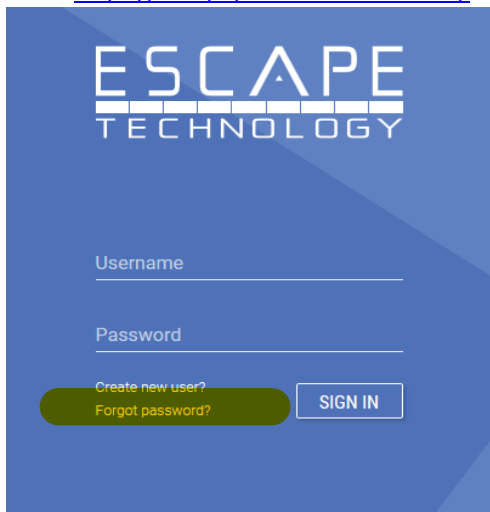 ESCAPE
TECHNOLOGY
Username
Password
Create new user?
Forgot password?
SIGN IN